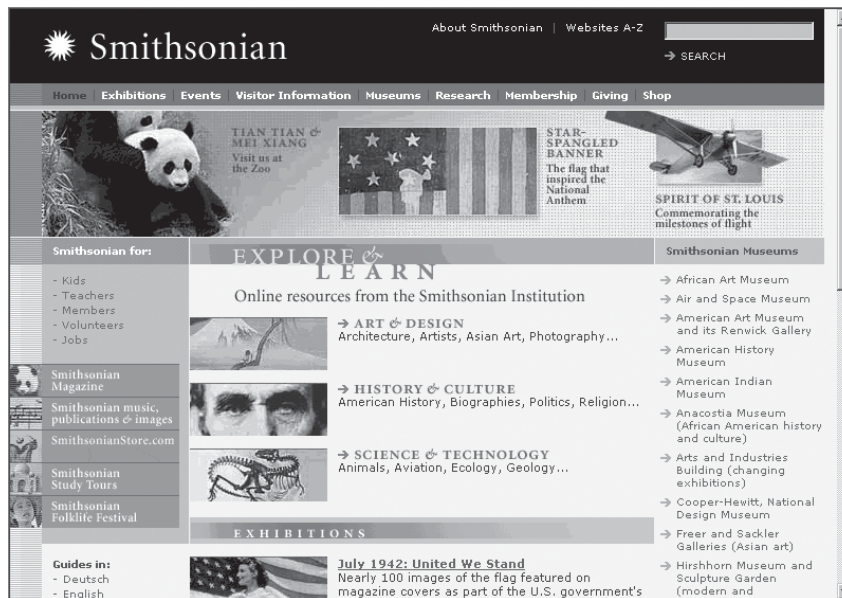 Smithsonian
About Smithsonian | Websites A-Z
→ SEARCH
Home | Exhibitions | Events | Visitor Information | Museums | Research | Membership | Giving | Shop
TIAN TIAN &
MEI XIANG
Visit us at
the Zoo
STAR-
SPANGLED
BANNER
The flag that
inspired the
National
Anthem
SPIRIT OF ST. LOUIS
Commemorating the
milestones of flight
Smithsonian for:
- Kids
- Teachers
- Members
- Volunteers
- Jobs
Smithsonian
Magazine
Smithsonian music,
publications & images
SmithsonianStore.com
Smithsonian
Study Tours
Smithsonian
Folklife Festival
Guides in:
- Deutsch
- English
EXPLORE &
LEARN
Online resources from the Smithsonian Institution
→ ART & DESIGN
Architecture, Artists, Asian Art, Photography...
→ HISTORY & CULTURE
American History, Biographies, Politics, Religion...
→ SCIENCE & TECHNOLOGY
Animals, Aviation, Ecology, Geology...
EXHIBITIONS
July 1942: United We Stand
Nearly 100 images of the flag featured on
magazine covers as part of the U.S. government's
Smithsonian Museums
→ African Art Museum
→ Air and Space Museum
→ American Art Museum
and its Renwick Gallery
→ American History
Museum
→ American Indian
Museum
→ Anacostia Museum
(African American history
and culture)
→ Arts and Industries
Building (changing
exhibitions)
→ Cooper-Hewitt, National
Design Museum
→ Freer and Sackler
Galleries (Asian art)
→ Hirshhorn Museum and
Sculpture Garden
(modern and